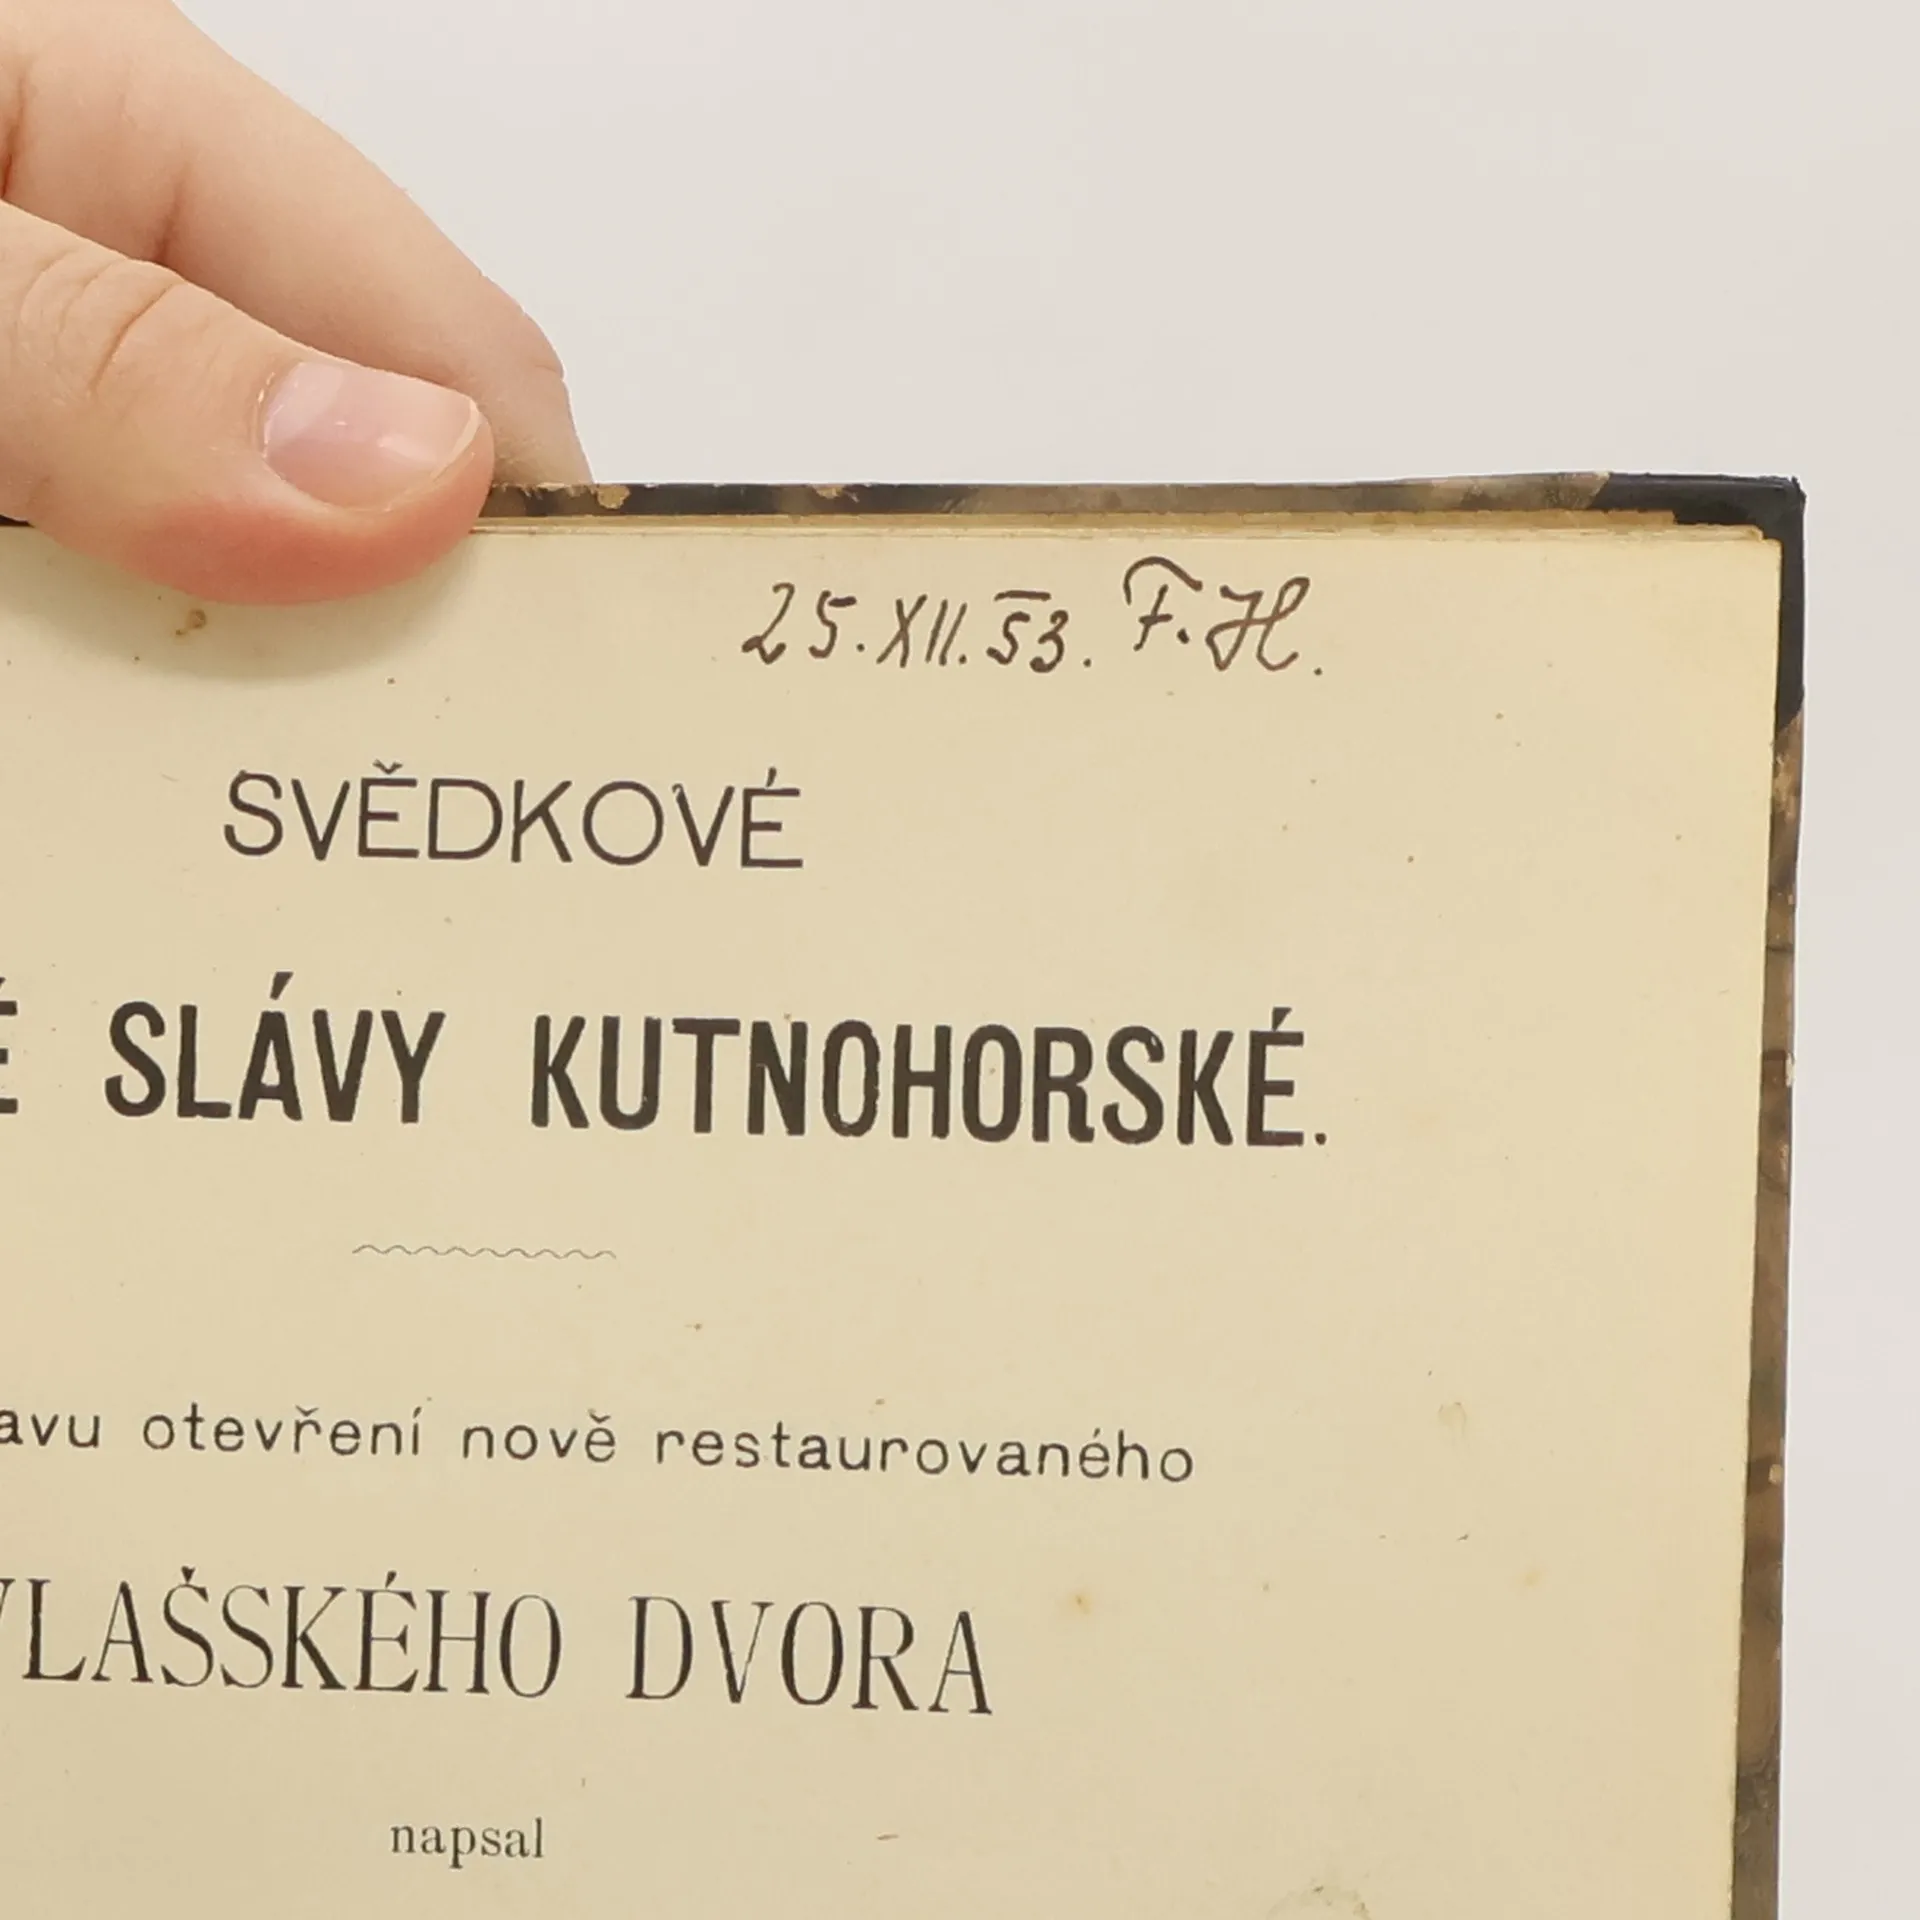 25.XII.53. F.H.
SVĚDKOVÉ
É SLÁVY KUTNOHORSKÉ.
avu otevření nově restaurovaného
VLAŠSKÉHO DVORA
napsal